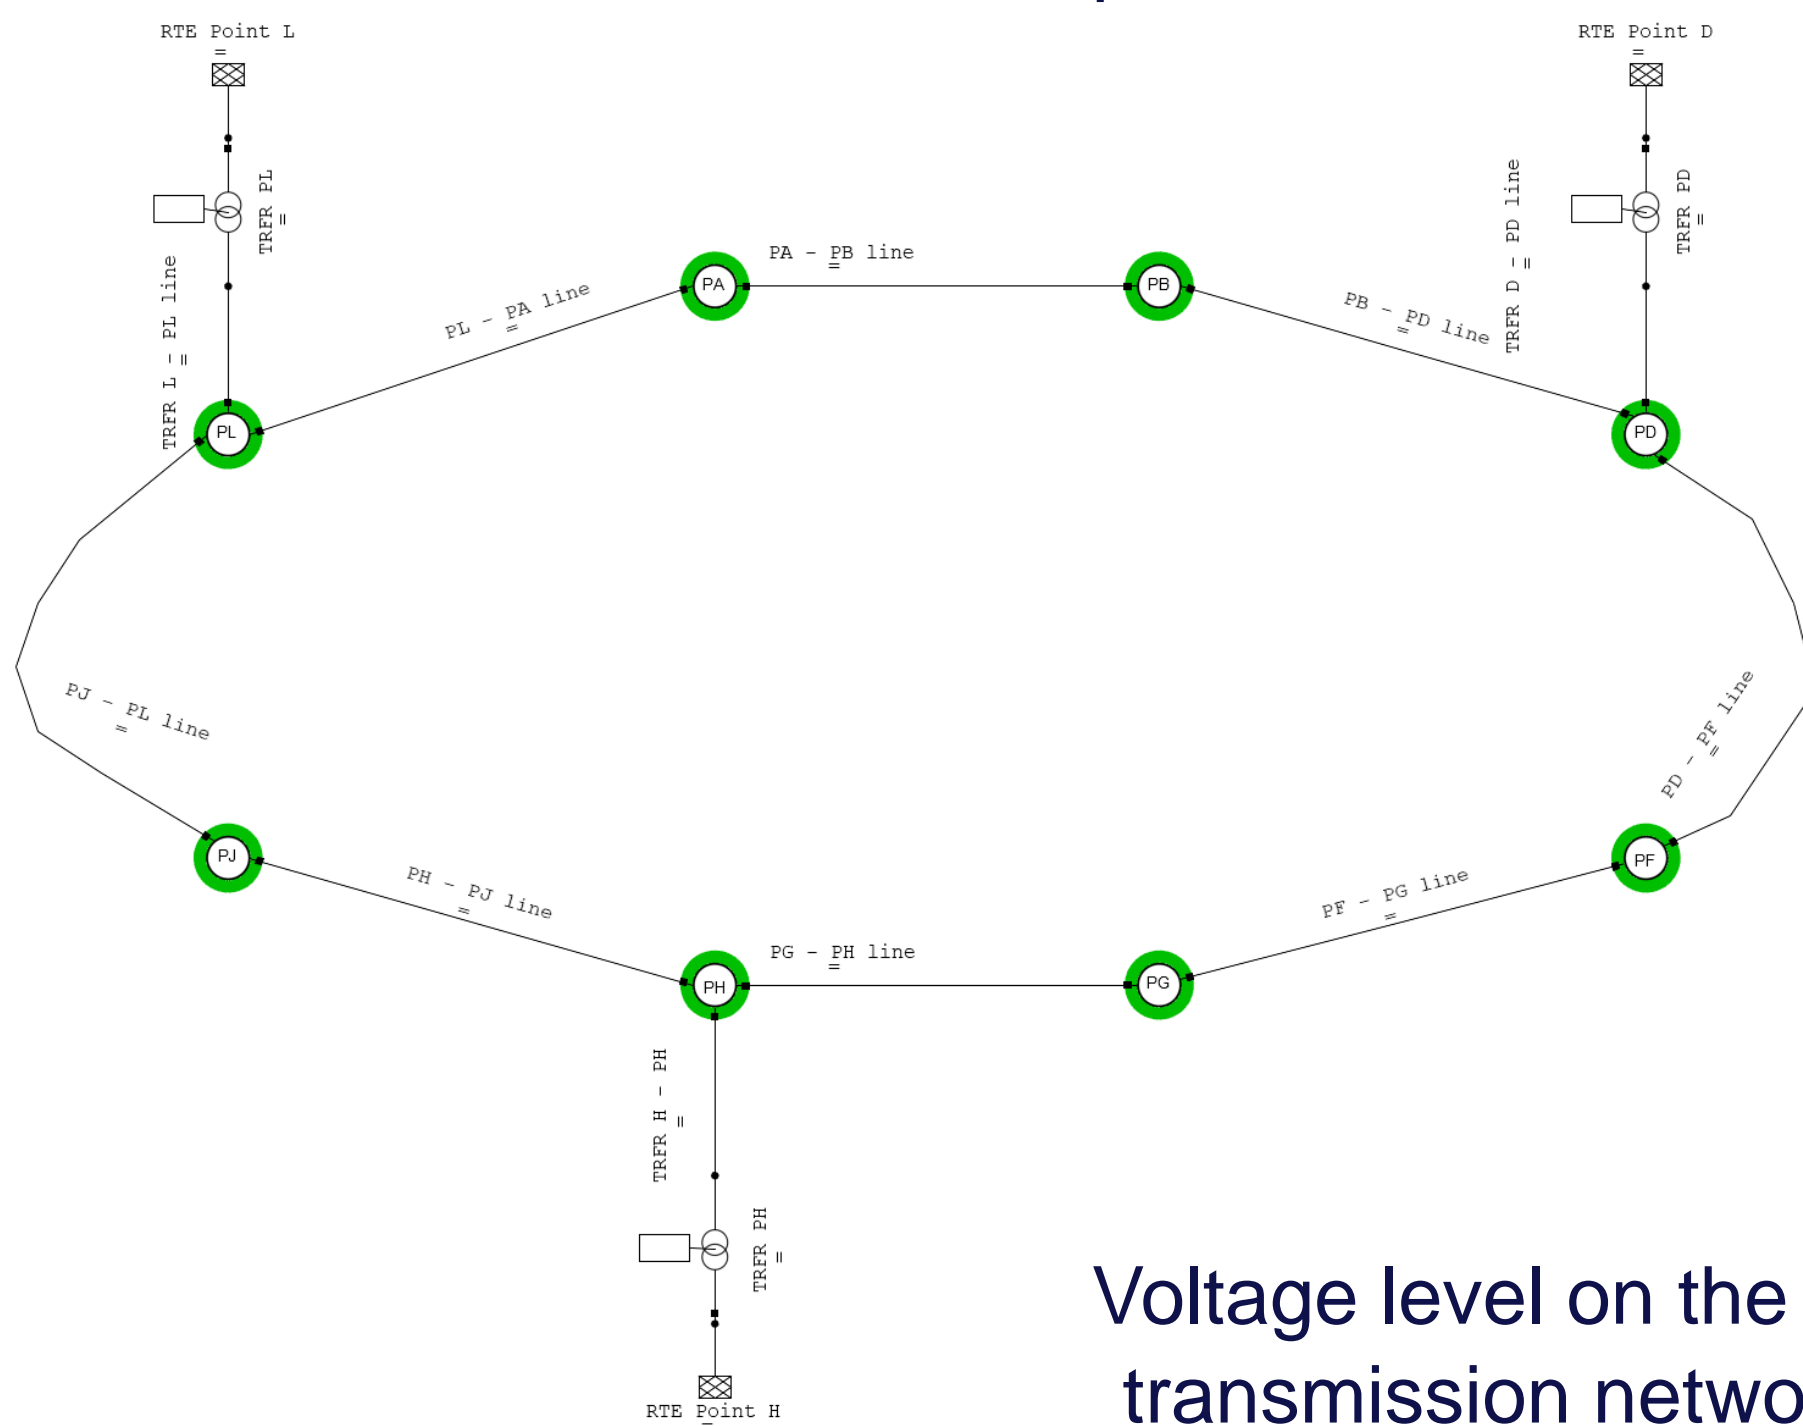 RTE Point L
=
RTE Point D
=
TRFR PL
=
TRFR L - PL line
=
TRFR PD
=
TRFR D - PD line
=
PA - PB line
=
PA
PB
PL - PA line
=
PB - PD line
=
PL
PD
PJ - PL line
=
PD - PF line
=
PJ
PF
PH - PJ line
=
PF - PG line
=
PG - PH line
=
PH
PG
TRFR H - PH
=
TRFR PH
=
Voltage level on the
transmission netwo
RTE Point H